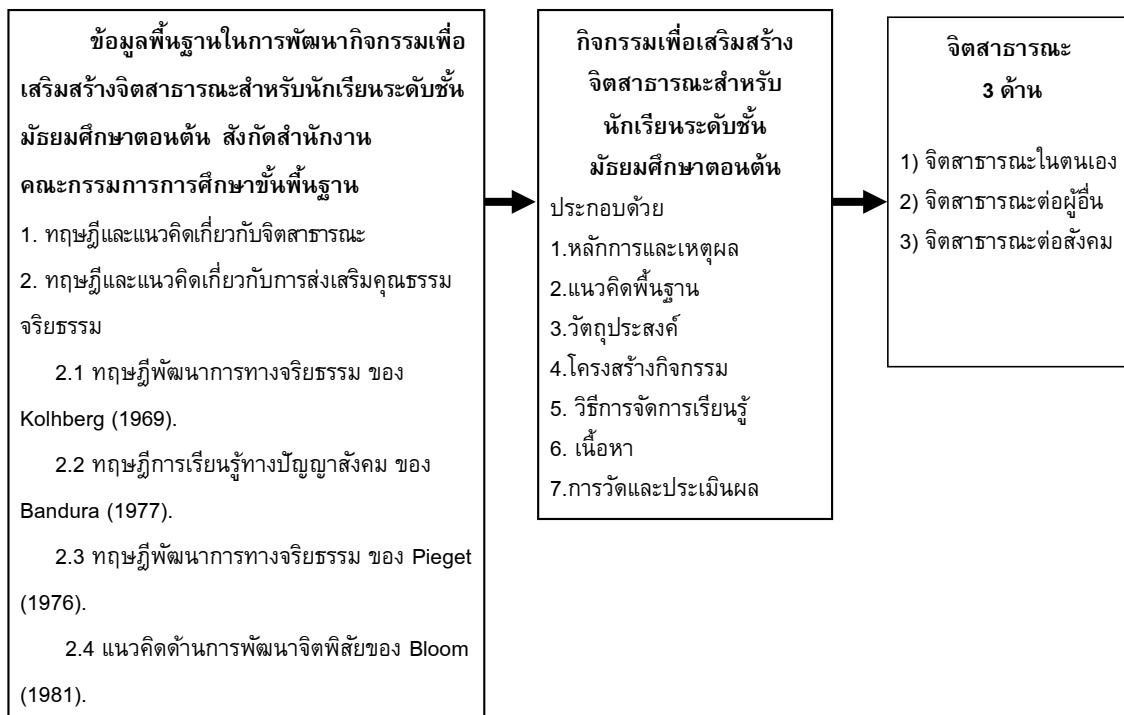 ข้อมูลพื้นฐานในการพัฒนากิจกรรมเพื่อ
เสริมสร้างจิตสาธารณะสำหรับนักเรียนระดับชั้น
มัธยมศึกษาตอนต้น สังกัดสำนักงาน
คณะกรรมการการศึกษาขั้นพื้นฐาน
1. ทฤษฎีและแนวคิดเกี่ยวกับจิตสาธารณะ
2. ทฤษฎีและแนวคิดเกี่ยวกับการส่งเสริมคุณธรรม
จริยธรรม
2.1 ทฤษฎีพัฒนาการทางจริยธรรม ของ
Kolhberg (1969).
2.2 ทฤษฎีการเรียนรู้ทางปัญญาสังคม ของ
Bandura (1977).
2.3 ทฤษฎีพัฒนาการทางจริยธรรม ของ Pieget
(1976).
2.4 แนวคิดด้านการพัฒนาจิตพิสัยของ Bloom
(1981).
กิจกรรมเพื่อเสริมสร้าง
จิตสาธารณะสำหรับ
นักเรียนระดับชั้น
มัธยมศึกษาตอนต้น
ประกอบด้วย
1.หลักการและเหตุผล
2.แนวคิดพื้นฐาน
3.วัตถุประสงค์
4.โครงสร้างกิจกรรม
5. วิธีการจัดการเรียนรู้
6. เนื้อหา
7.การวัดและประเมินผล
จิตสาธารณะ
3 ด้าน
1) จิตสาธารณะในตนเอง
2) จิตสาธารณะต่อผู้อื่น
3) จิตสาธารณะต่อสังคม